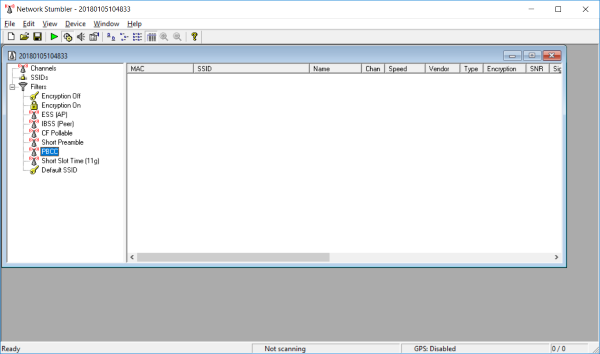 Network Stumbler - 20180105104833
File Edit View Device Window Help
20180105104833
Channels
SSIDs
Filters
Encryption Off
Encryption On
ESS (AP)
IBSS (Peer)
CF Pollable
Short Preamble
PBCC
Short Slot Time (11g)
Default SSID
MAC SSID Name Chan Speed Vendor Type Encryption SNR Sig
Ready Not scanning GPS: Disabled 0 / 0